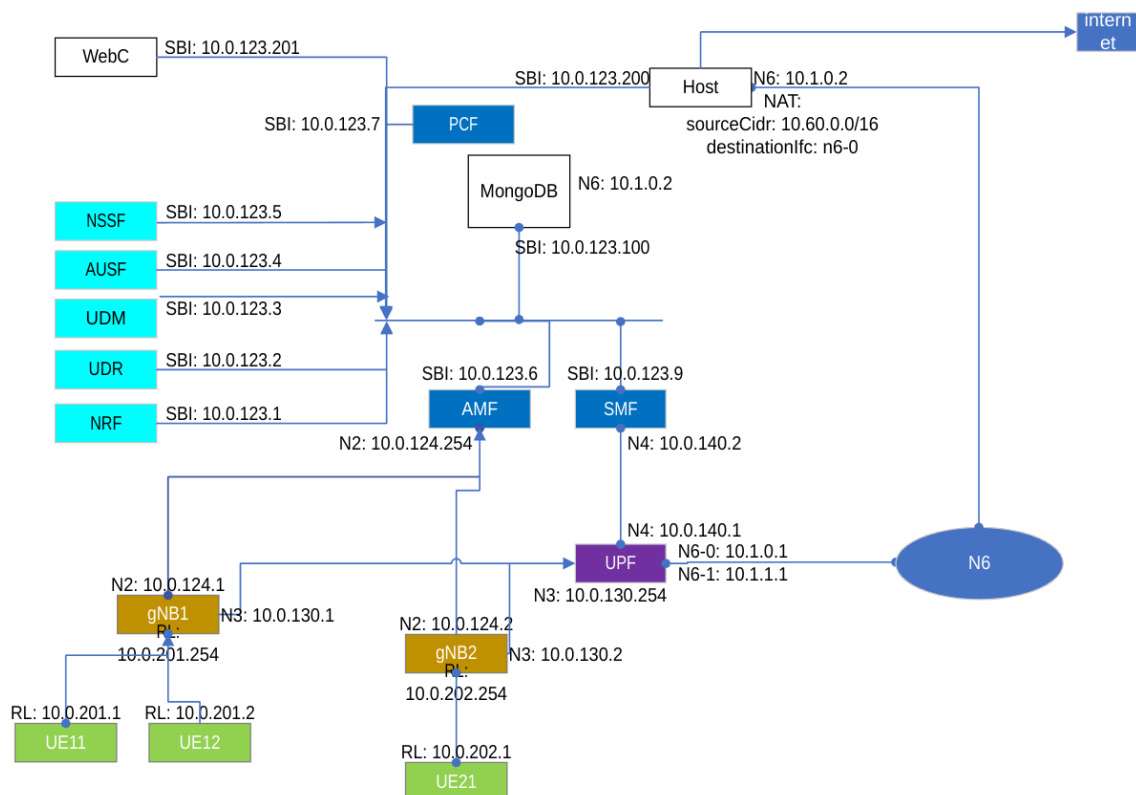 intern
et
WebC
SBI: 10.0.123.201
SBI: 10.0.123.200
Host
N6: 10.1.0.2
NAT:
sourceCidr: 10.60.0.0/16
destinationIfc: n6-0
SBI: 10.0.123.7
PCF
MongoDB
N6: 10.1.0.2
NSSF
SBI: 10.0.123.5
SBI: 10.0.123.100
AUSF
SBI: 10.0.123.4
UDM
SBI: 10.0.123.3
UDR
SBI: 10.0.123.2
SBI: 10.0.123.6
SBI: 10.0.123.9
NRF
SBI: 10.0.123.1
AMF
SMF
N2: 10.0.124.254
N4: 10.0.140.2
N4: 10.0.140.1
UPF
N6-0: 10.1.0.1
N6-1: 10.1.1.1
N6
N2: 10.0.124.1
N3: 10.0.130.254
gNB1
N3: 10.0.130.1
RL:
10.0.201.254
N2: 10.0.124.2
gNB2
N3: 10.0.130.2
RL:
10.0.202.254
RL: 10.0.201.1
RL: 10.0.201.2
UE11
UE12
RL: 10.0.202.1
UE21